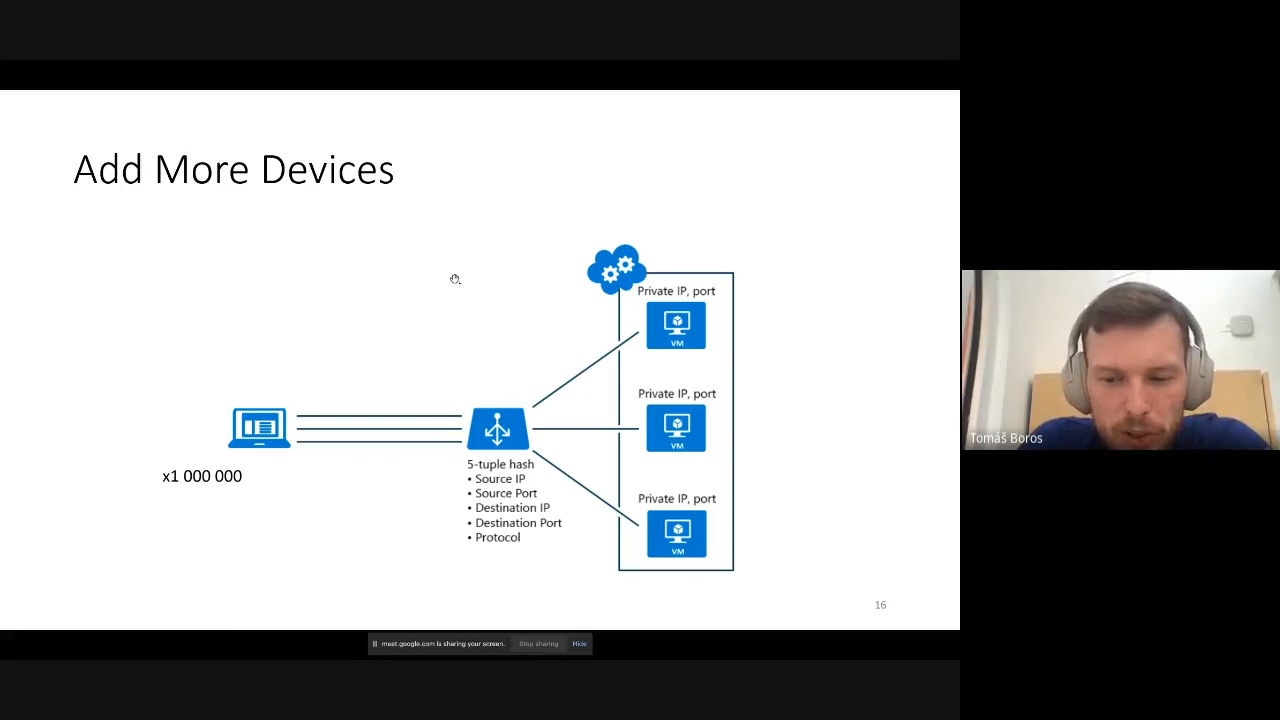 Add More Devices
Private IP, port
VM
Private IP, port
VM
x1 000 000
5-tuple hash
• Source IP
• Source Port
• Destination IP
• Destination Port
• Protocol
Private IP, port
VM
16
Tomáš Boros
meet.google.com is sharing your screen.
Stop sharing
Hide